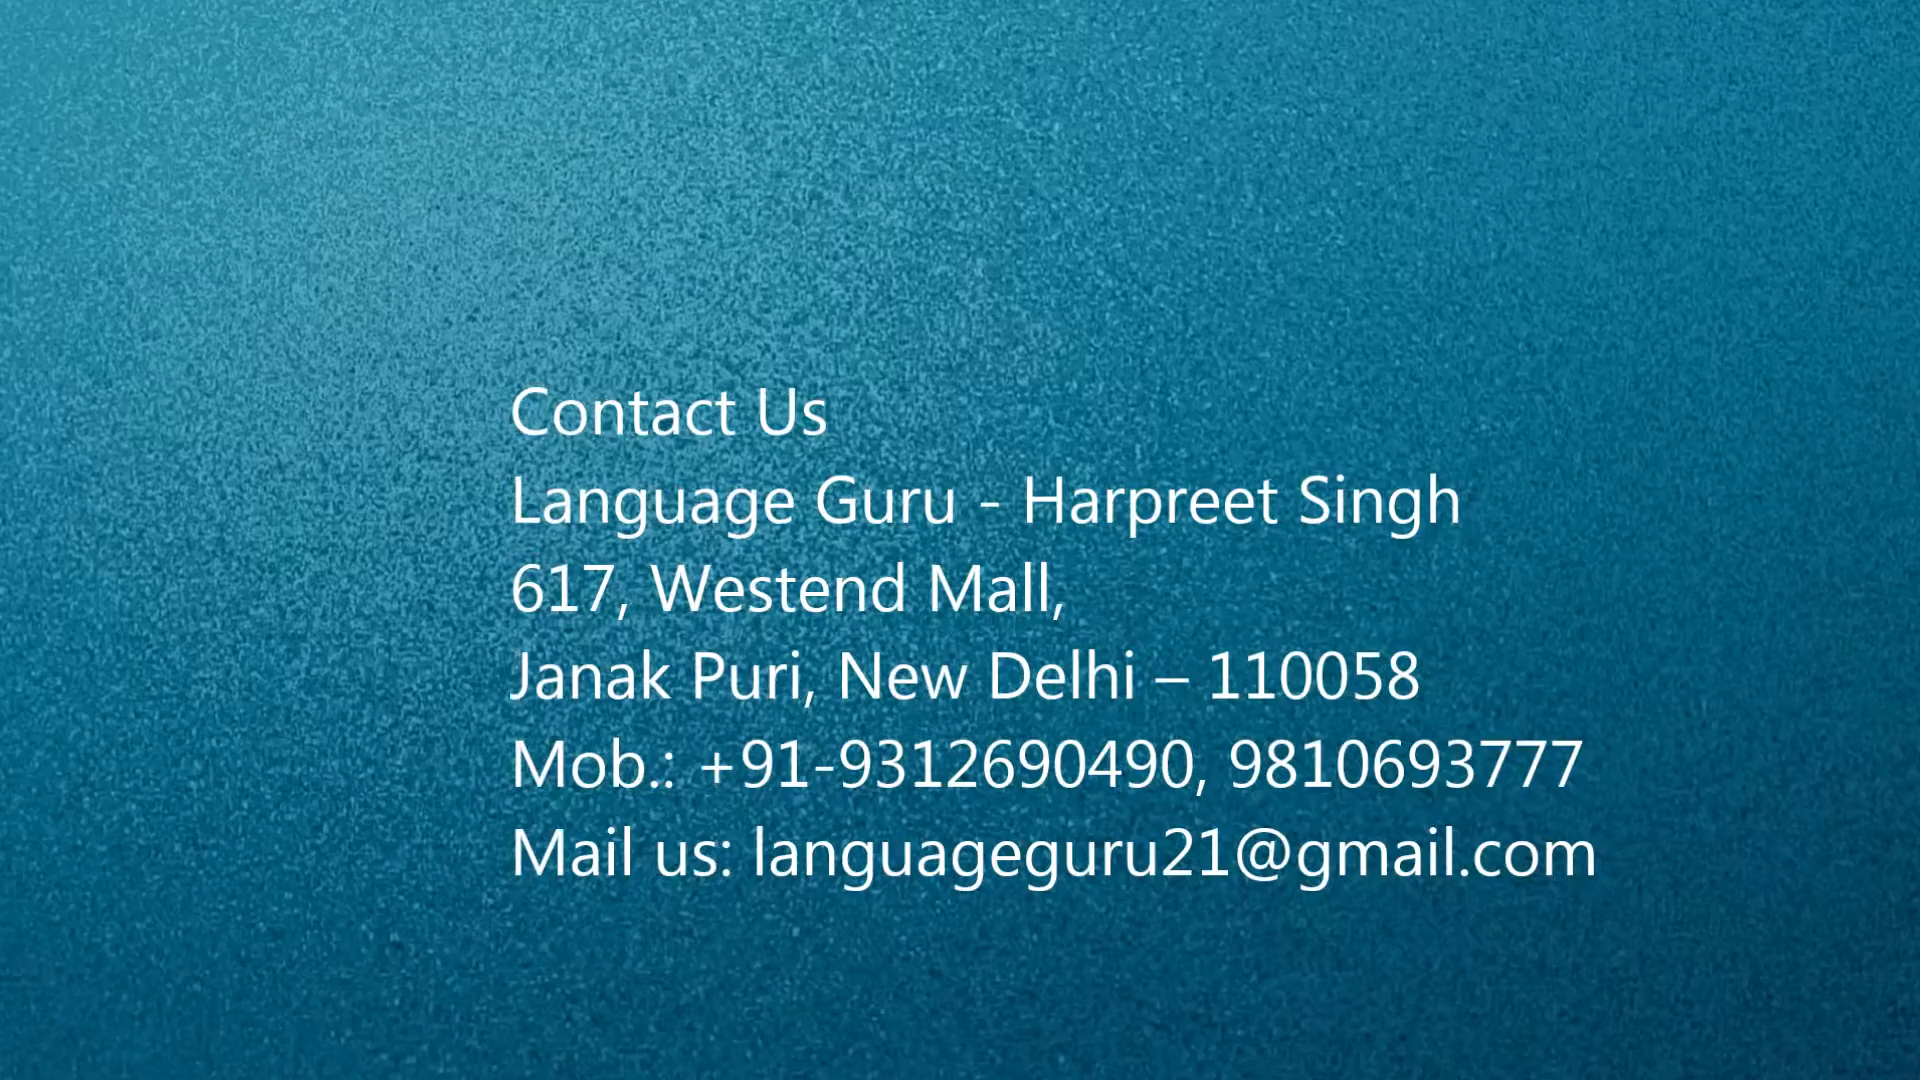 Contact Us
Language Guru - Harpreet Singh
617, Westend Mall,
Janak Puri, New Delhi – 110058
Mob.: +91-9312690490, 9810693777
Mail us: languageguru21@gmail.com